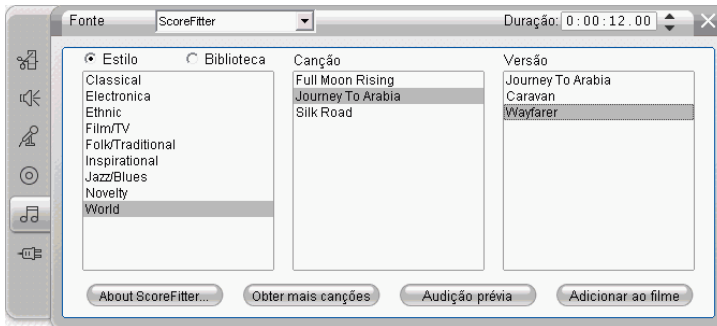 Fonte ScoreFitter Duração: 0:00:12.00
Estilo Biblioteca Canção Versão
Classical Full Moon Rising Journey To Arabia
Electronica Journey To Arabia Caravan
Ethnic Silk Road Wayfarer
Film/TV
Folk/Traditional
Inspirational
Jazz/Blues
Novelty
World
About ScoreFitter... Obter mais canções Audição prévia Adicionar ao filme